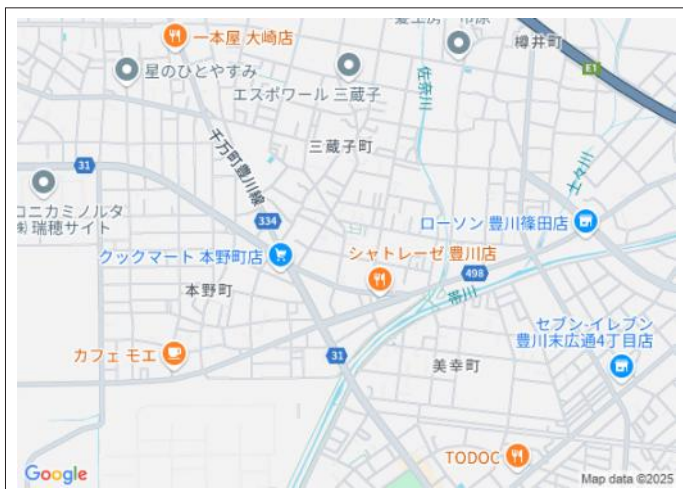 一本屋 大崎店
星のひとやすみ
エスポワール 三蔵子
佐奈川
樽井町
E1
三蔵子町
千万町豊川線
31
コニカミノルタ
㈱ 瑞穂サイト
334
クックマート 本野町店
シャトレーゼ 豊川店
ローソン 豊川篠田店
498
本野町
帯川
カフェ モエ
31
美幸町
セブン-イレブン
豊川末広通4丁目店
TODOC
Google
Map data ©2025